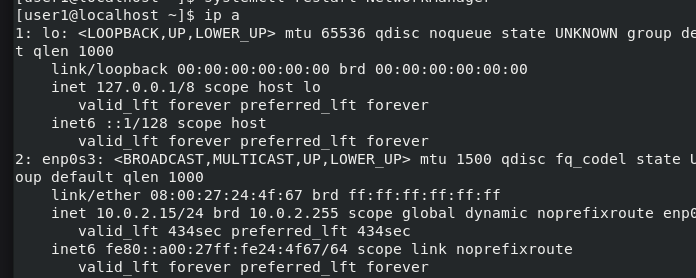 [user1@localhost ~]$ systemctl restart NetworkManager
[user1@localhost ~]$ ip a
1: lo: <LOOPBACK,UP,LOWER_UP> mtu 65536 qdisc noqueue state UNKNOWN group de
t qlen 1000
link/loopback 00:00:00:00:00:00 brd 00:00:00:00:00:00
inet 127.0.0.1/8 scope host lo
valid_lft forever preferred_lft forever
inet6 ::1/128 scope host
valid_lft forever preferred_lft forever
2: enp0s3: <BROADCAST,MULTICAST,UP,LOWER_UP> mtu 1500 qdisc fq_codel state U
oup default qlen 1000
link/ether 08:00:27:24:4f:67 brd ff:ff:ff:ff:ff:ff
inet 10.0.2.15/24 brd 10.0.2.255 scope global dynamic noprefixroute enp0
valid_lft 434sec preferred_lft 434sec
inet6 fe80::a00:27ff:fe24:4f67/64 scope link noprefixroute
valid_lft forever preferred_lft forever